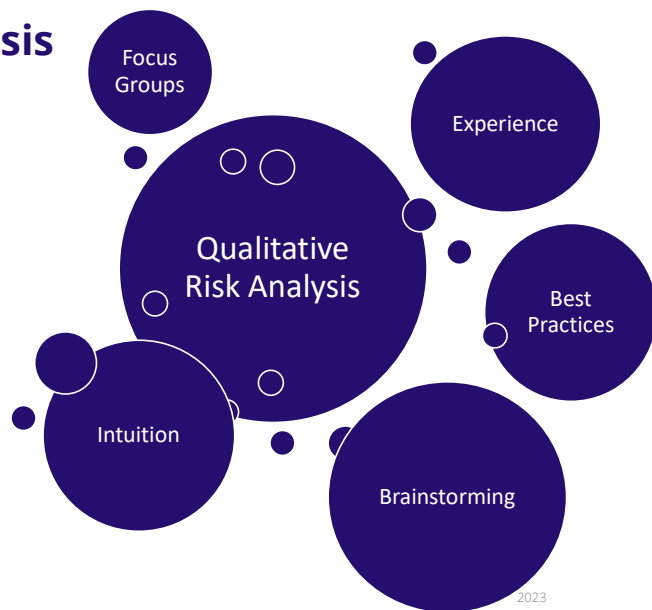 sis
Focus
Groups
Experience
Qualitative
Risk Analysis
Best
Practices
Intuition
Brainstorming
2023